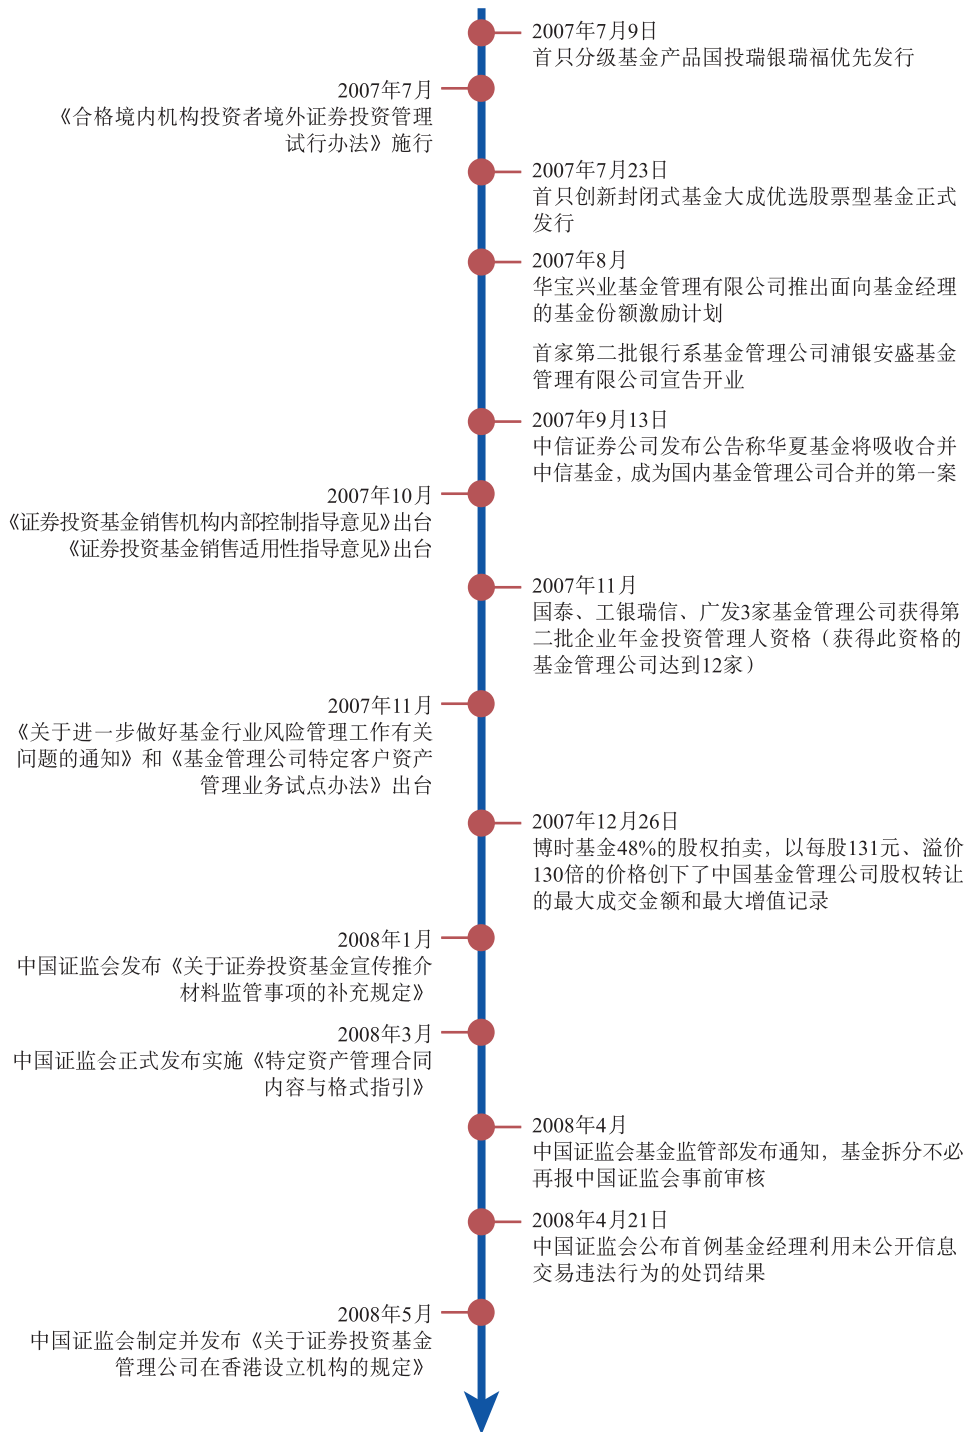 2007年7月9日
首只分级基金产品国投瑞银瑞福优先发行
2007年7月
《合格境内机构投资者境外证券投资管理
试行办法》施行
2007年7月23日
首只创新封闭式基金大成优选股票型基金正式
发行
2007年8月
华宝兴业基金管理有限公司推出面向基金经理
的基金份额激励计划
首家第二批银行系基金管理公司浦银安盛基金
管理有限公司宣告开业
2007年9月13日
中信证券公司发布公告称华夏基金将吸收合并
中信基金，成为国内基金管理公司合并的第一案
2007年10月
《证券投资基金销售机构内部控制指导意见》出台
《证券投资基金销售适用性指导意见》出台
2007年11月
国泰、工银瑞信、广发3家基金管理公司获得第
二批企业年金投资管理人资格（获得此资格的
基金管理公司达到12家）
2007年11月
《关于进一步做好基金行业风险管理工作有关
问题的通知》和《基金管理公司特定客户资产
管理业务试点办法》出台
2007年12月26日
博时基金48%的股权拍卖，以每股131元、溢价
130倍的价格创下了中国基金管理公司股权转让
的最大成交金额和最大增值记录
2008年1月
中国证监会发布《关于证券投资基金宣传推介
材料监管事项的补充规定》
2008年3月
中国证监会正式发布实施《特定资产管理合同
内容与格式指引》
2008年4月
中国证监会基金监管部发布通知，基金拆分不必
再报中国证监会事前审核
2008年4月21日
中国证监会公布首例基金经理利用未公开信息
交易违法行为的处罚结果
2008年5月
中国证监会制定并发布《关于证券投资基金
管理公司在香港设立机构的规定》